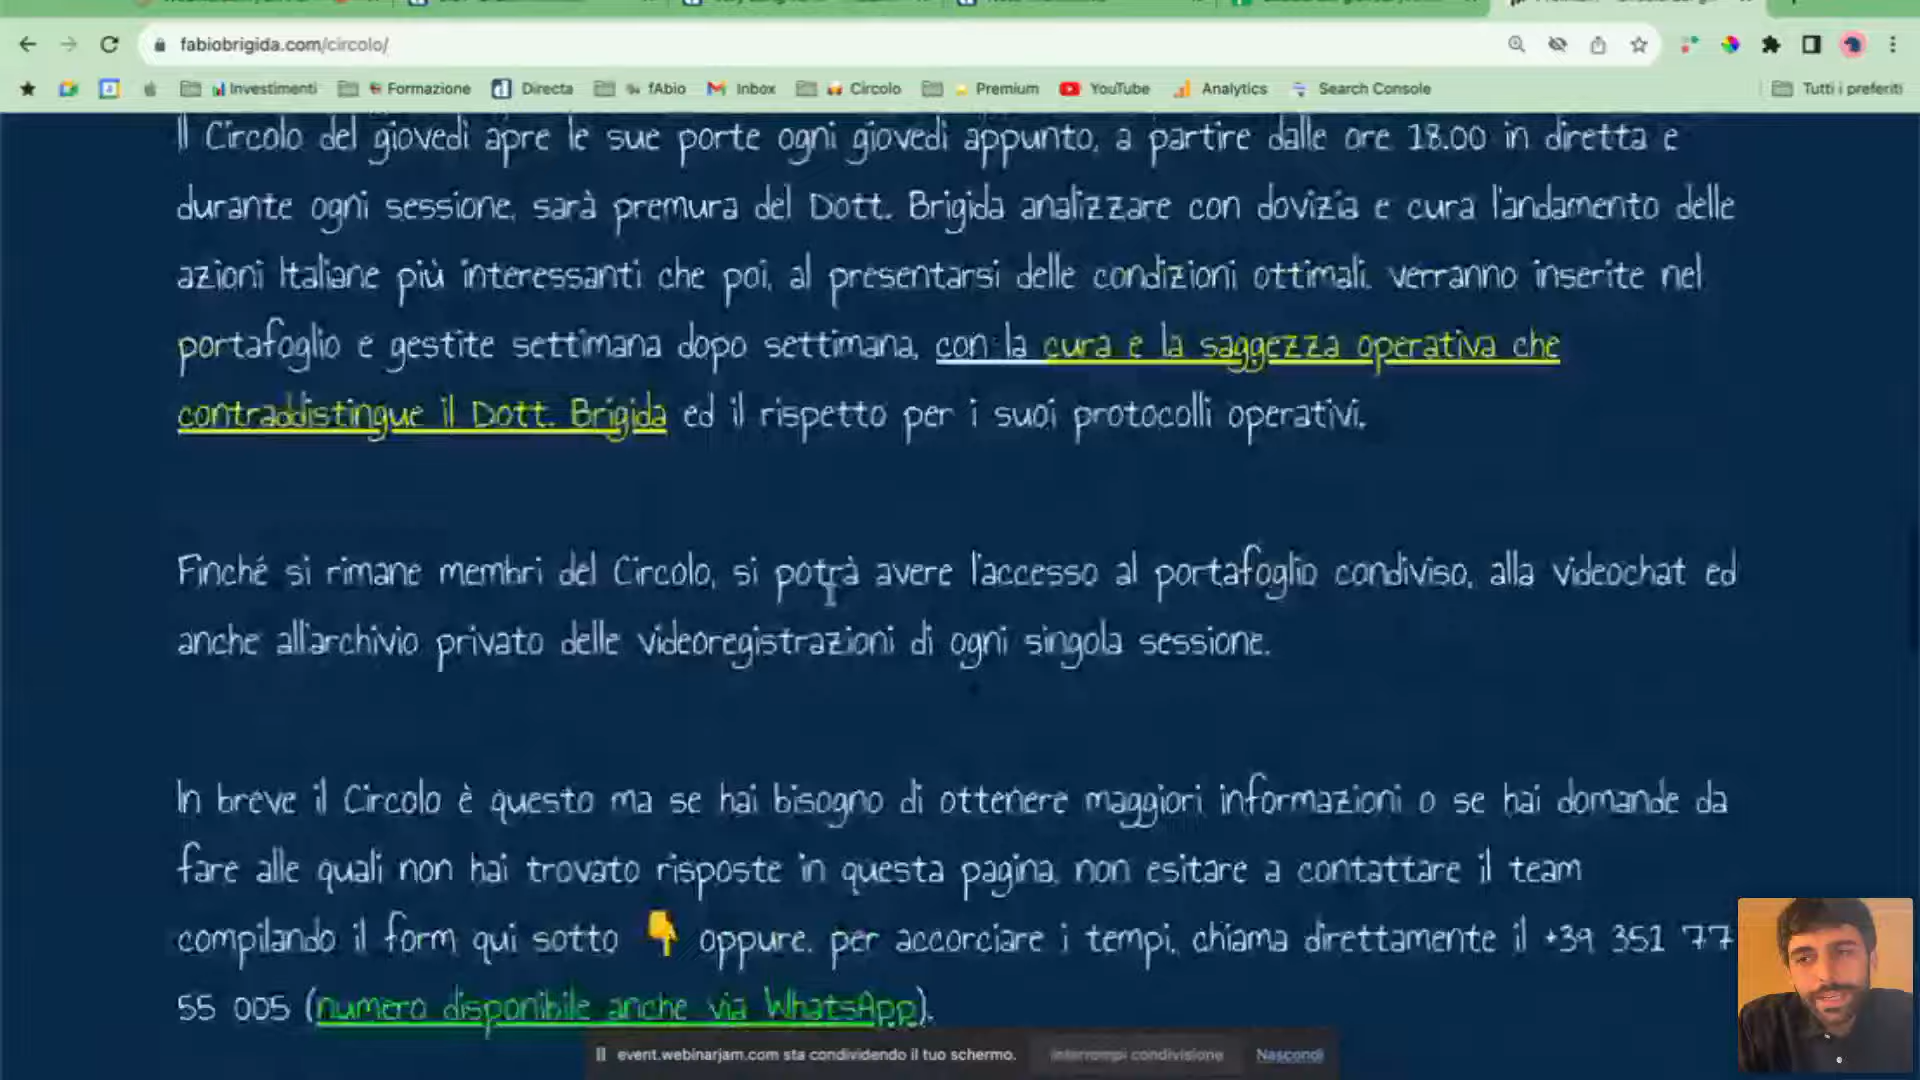 fabiobrigida.com/circolo/
Investimenti Formazione Directa fAbio Inbox Circolo Premium YouTube Analytics Search Console Tutti i preferiti
Il Circolo del giovedì apre le sue porte ogni giovedì appunto, a partire dalle ore 18.00 in diretta e
durante ogni sessione, sarà premura del Dott. Brigida analizzare con dovizia e cura l'andamento delle
azioni Italiane più interessanti che poi, al presentarsi delle condizioni ottimali, verranno inserite nel
portafoglio e gestite settimana dopo settimana, con la cura e la saggezza operativa che
contraddistingue il Dott. Brigida ed il rispetto per i suoi protocolli operativi.
Finché si rimane membri del Circolo, si potrà avere l'accesso al portafoglio condiviso, alla videochat ed
anche all'archivio privato delle videoregistrazioni di ogni singola sessione.
In breve il Circolo è questo ma se hai bisogno di ottenere maggiori informazioni o se hai domande da
fare alle quali non hai trovato risposte in questa pagina, non esitare a contattare il team
compilando il form qui sotto 👇 oppure, per accorciare i tempi, chiama direttamente il +39 351 77
55 005 (numero disponibile anche via WhatsApp).
event.webinarjam.com sta condividendo il tuo schermo. Interrompi condivisione Nascondi